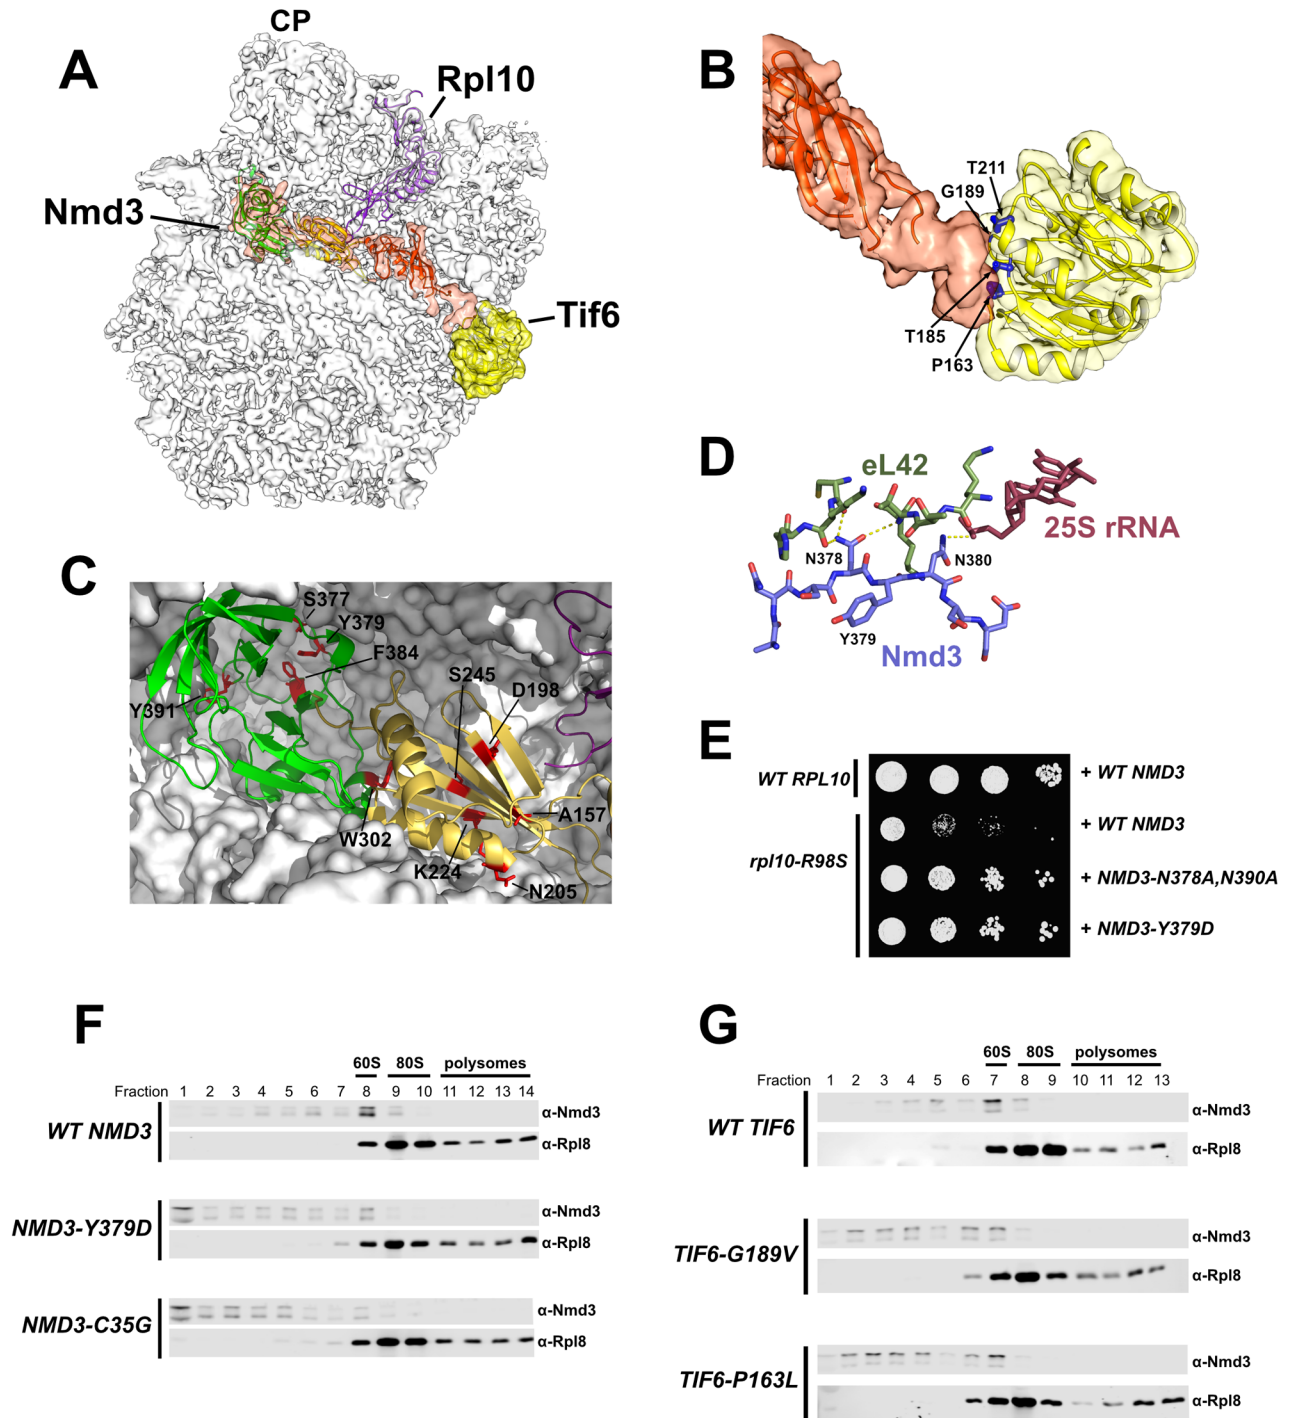 A
CP
Rpl10
Nmd3
Tif6
B
T211
G189
T185
P163
C
S377
Y379
F384
Y391
S245
D198
W302
A157
K224
N205
D
eL42
25S rRNA
N378
N380
Y379
Nmd3
E
WT RPL10
+ WT NMD3
rpl10-R98S
+ WT NMD3
+ NMD3-N378A,N390A
+ NMD3-Y379D
F
60S 80S polysomes
Fraction 1 2 3 4 5 6 7 8 9 10 11 12 13 14
WT NMD3
α-Nmd3
α-Rpl8
NMD3-Y379D
α-Nmd3
α-Rpl8
NMD3-C35G
α-Nmd3
α-Rpl8
G
60S 80S polysomes
Fraction 1 2 3 4 5 6 7 8 9 10 11 12 13
WT TIF6
α-Nmd3
α-Rpl8
TIF6-G189V
α-Nmd3
α-Rpl8
TIF6-P163L
α-Nmd3
α-Rpl8